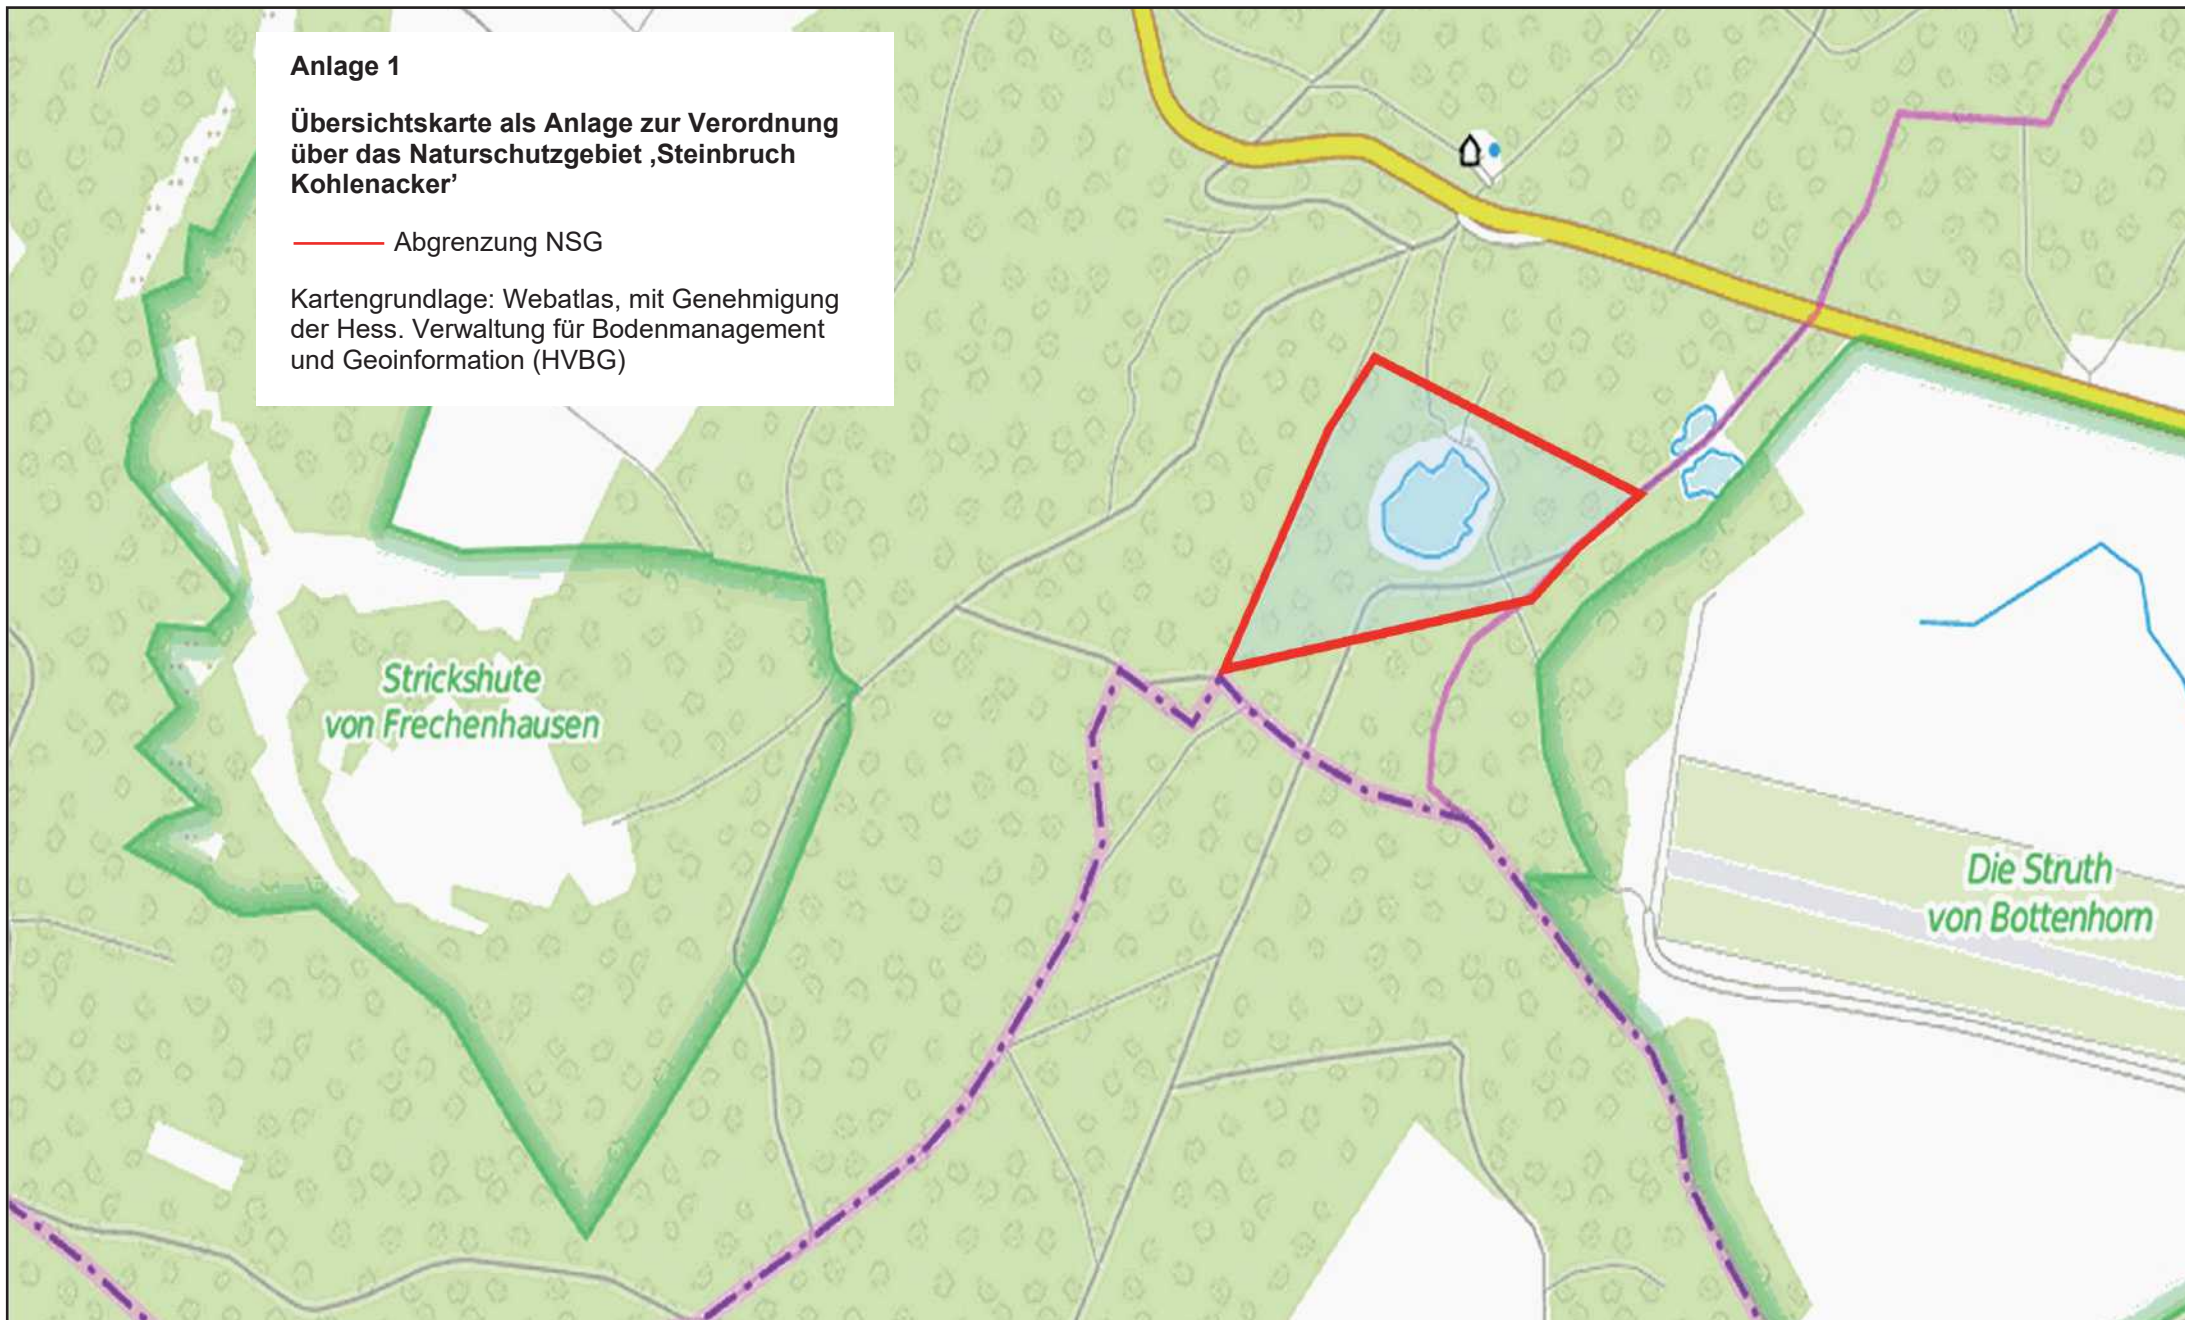 Anlage 1
Übersichtskarte als Anlage zur Verordnung
über das Naturschutzgebiet ‚Steinbruch
Kohlenacker’
Abgrenzung NSG
Kartengrundlage: Webatlas, mit Genehmigung
der Hess. Verwaltung für Bodenmanagement
und Geoinformation (HVBG)
Strickshute
von Frechenhausen
Die Struth
von Bottenhorn